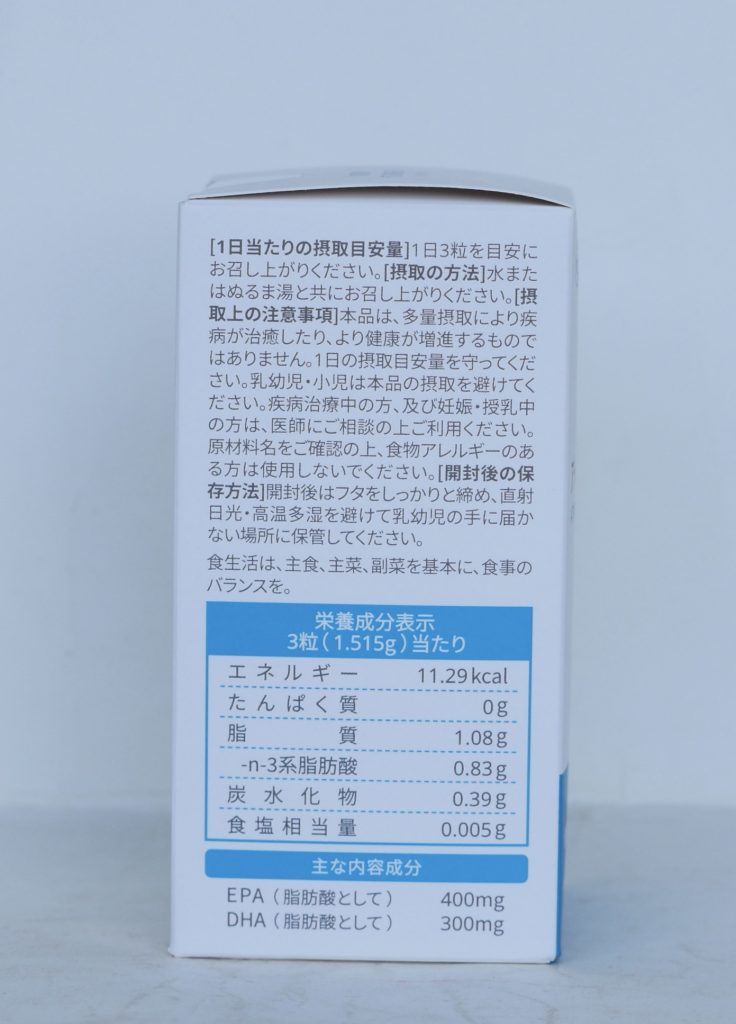 [1日当たりの摂取目安量]1日3粒を目安に
お召し上がりください。[摂取の方法]水また
はぬるま湯と共にお召し上がりください。[摂
取上の注意事項]本品は、多量摂取により疾
病が治癒したり、より健康が増進するもので
はありません。1日の摂取目安量を守ってくだ
さい。乳幼児・小児は本品の摂取を避けてく
ださい。疾病治療中の方、及び妊娠・授乳中
の方は、医師にご相談の上ご利用ください。
原材料名をご確認の上、食物アレルギーのあ
る方は使用しないでください。[開封後の保
存方法]開封後はフタをしっかりと締め、直射
日光・高温多湿を避けて乳幼児の手に届か
ない場所に保管してください。
食生活は、主食、主菜、副菜を基本に、食事の
バランスを。
栄養成分表示
3粒(1.515g)当たり
エネルギー 11.29kcal
たんぱく質 0g
脂質 1.08g
-n-3系脂肪酸 0.83g
炭水化物 0.39g
食塩相当量 0.005g
主な内容成分
EPA(脂肪酸として) 400mg
DHA(脂肪酸として) 300mg